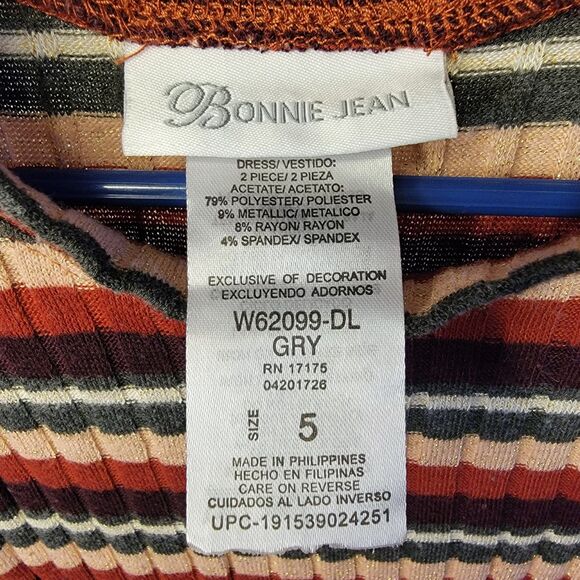 BONNIE JEAN
DRESS/ VESTIDO:
2 PIECE/ 2 PIEZA
ACETATE/ ACETATO:
79% POLYESTER/ POLIESTER
9% METALLIC/ METALICO
8% RAYON/ RAYON
4% SPANDEX/ SPANDEX
EXCLUSIVE OF DECORATION
EXCLUYENDO ADORNOS
W62099-DL
GRY
RN 17175
04201726
SIZE 5
MADE IN PHILIPPINES
HECHO EN FILIPINAS
CARE ON REVERSE
CUIDADOS AL LADO INVERSO
UPC-191539024251